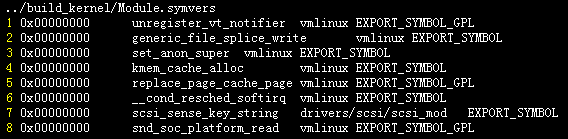 ../build_kernel/Module.symvers
1 0x00000000 unregister_vt_notifier vmlinux EXPORT_SYMBOL_GPL
2 0x00000000 generic_file_splice_write vmlinux EXPORT_SYMBOL
3 0x00000000 set_anon_super vmlinux EXPORT_SYMBOL
4 0x00000000 kmem_cache_alloc vmlinux EXPORT_SYMBOL
5 0x00000000 replace_page_cache_page vmlinux EXPORT_SYMBOL_GPL
6 0x00000000 __cond_resched_softirq vmlinux EXPORT_SYMBOL
7 0x00000000 scsi_sense_key_string drivers/scsi/scsi_mod EXPORT_SYMBOL
8 0x00000000 snd_soc_platform_read vmlinux EXPORT_SYMBOL_GPL